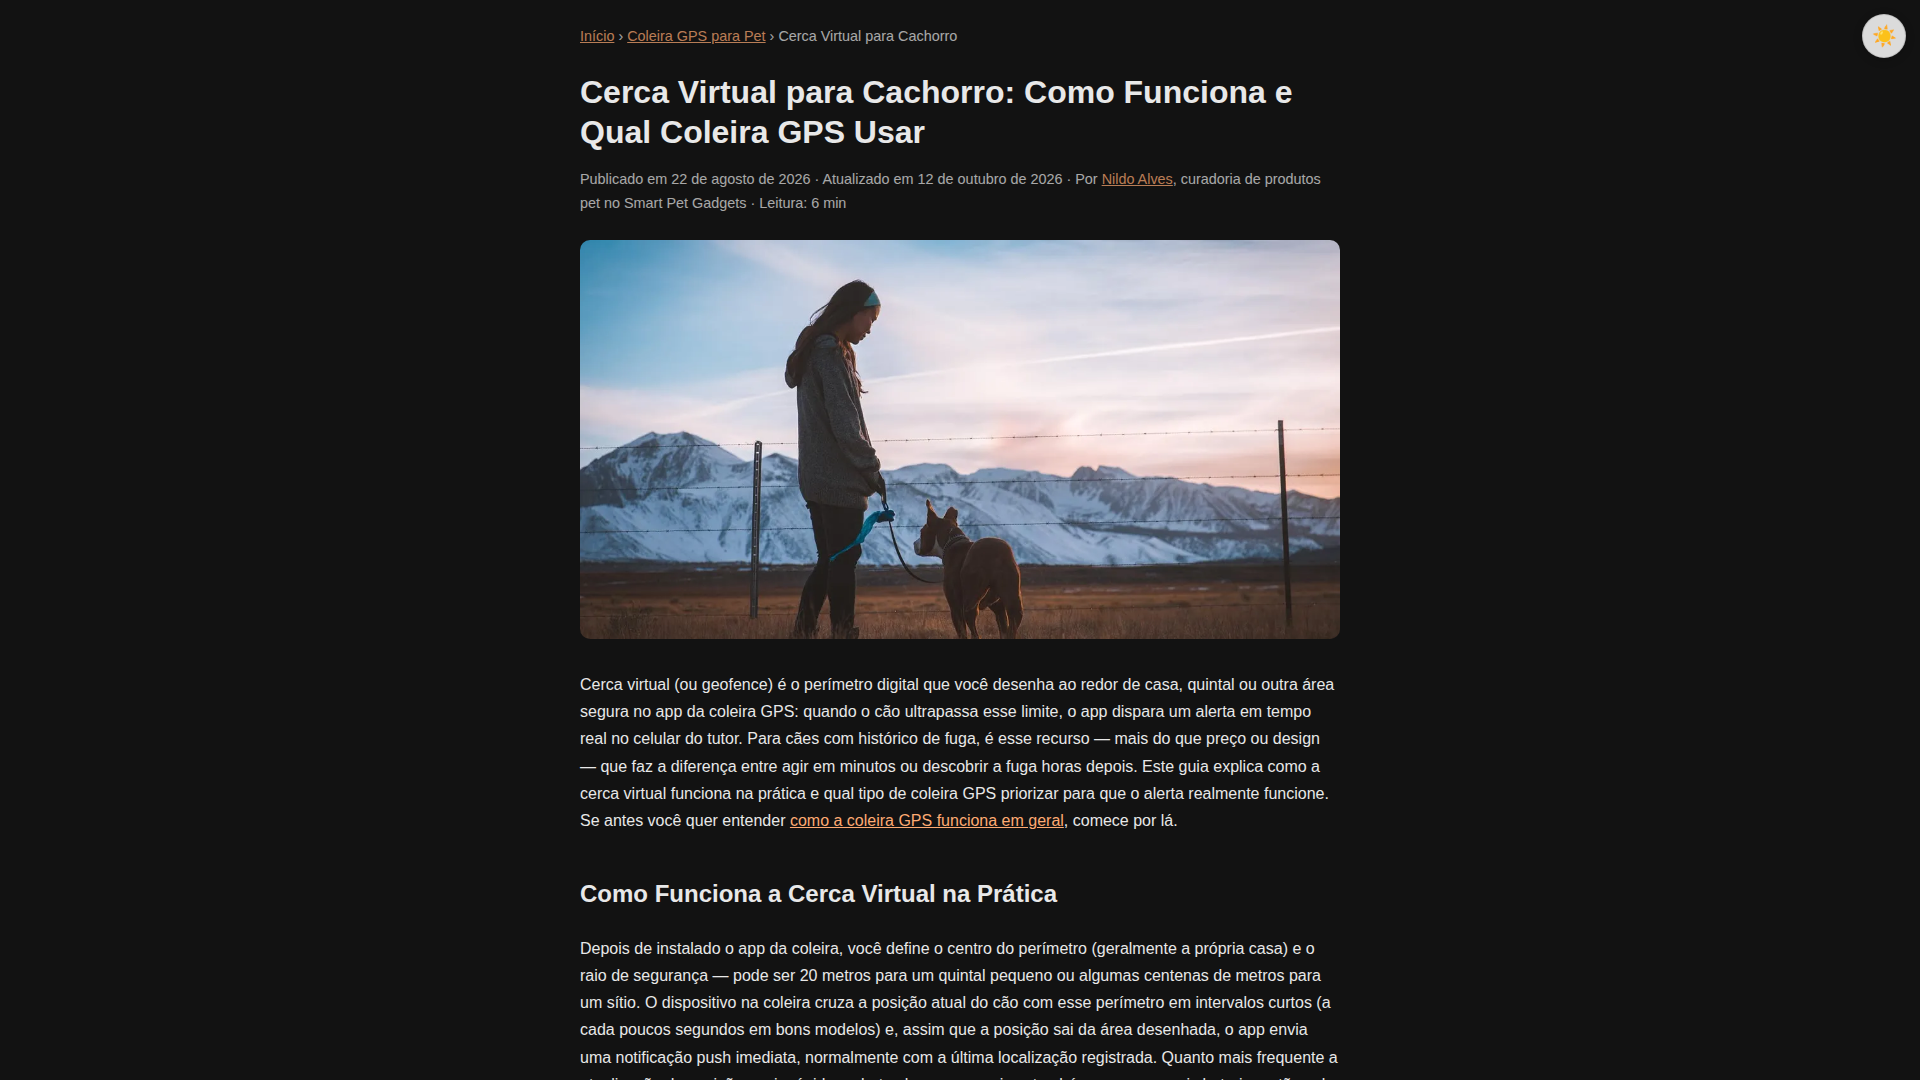 Início › Coleira GPS para Pet › Cerca Virtual para Cachorro
Cerca Virtual para Cachorro: Como Funciona e
Qual Coleira GPS Usar
Publicado em 22 de agosto de 2026 · Atualizado em 12 de outubro de 2026 · Por Nildo Alves, curadoria de produtos
pet no Smart Pet Gadgets · Leitura: 6 min
Cerca virtual (ou geofence) é o perímetro digital que você desenha ao redor de casa, quintal ou outra área
segura no app da coleira GPS: quando o cão ultrapassa esse limite, o app dispara um alerta em tempo
real no celular do tutor. Para cães com histórico de fuga, é esse recurso — mais do que preço ou design
— que faz a diferença entre agir em minutos ou descobrir a fuga horas depois. Este guia explica como a
cerca virtual funciona na prática e qual tipo de coleira GPS priorizar para que o alerta realmente funcione.
Se antes você quer entender como a coleira GPS funciona em geral, comece por lá.
Como Funciona a Cerca Virtual na Prática
Depois de instalado o app da coleira, você define o centro do perímetro (geralmente a própria casa) e o
raio de segurança — pode ser 20 metros para um quintal pequeno ou algumas centenas de metros para
um sítio. O dispositivo na coleira cruza a posição atual do cão com esse perímetro em intervalos curtos (a
cada poucos segundos em bons modelos) e, assim que a posição sai da área desenhada, o app envia
uma notificação push imediata, normalmente com a última localização registrada. Quanto mais frequente a